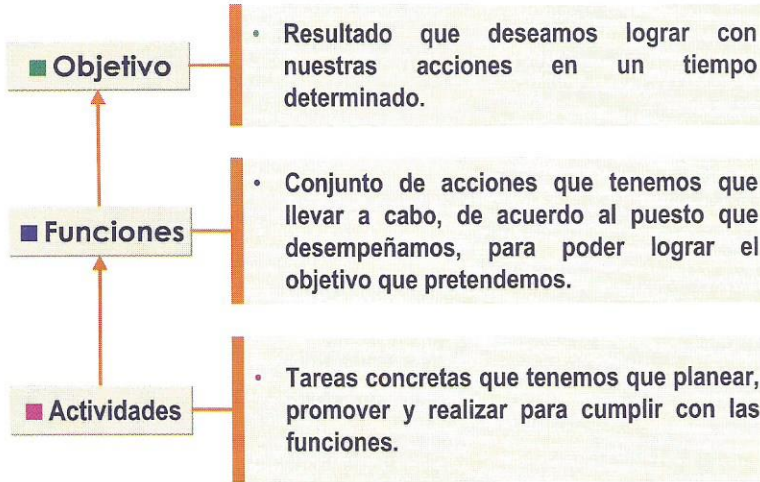 Objetivo
• Resultado que deseamos lograr con
nuestras acciones en un tiempo
determinado.
Funciones
• Conjunto de acciones que tenemos que
llevar a cabo, de acuerdo al puesto que
desempeñamos, para poder lograr el
objetivo que pretendemos.
Actividades
• Tareas concretas que tenemos que planear,
promover y realizar para cumplir con las
funciones.